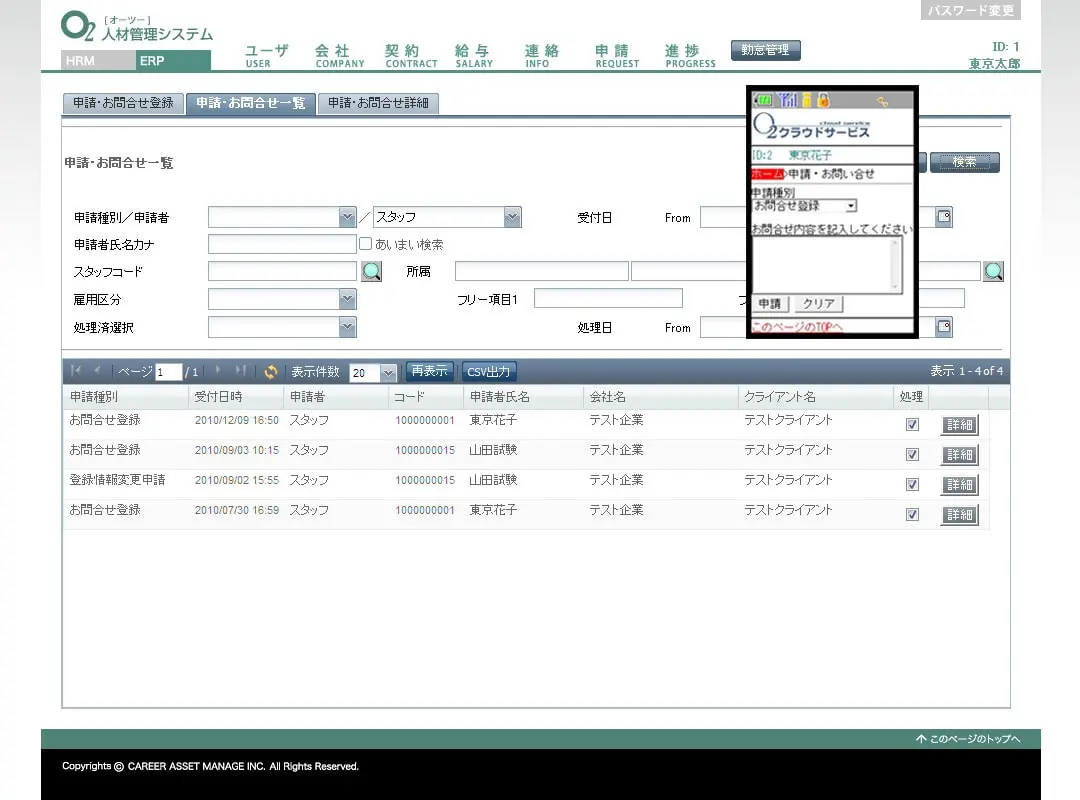 パスワード変更
O2 [オーツー]
人材管理システム
HRM ERP
ユーザ 会社 契約 給与 連絡 申請 進捗 勤怠管理
USER COMPANY CONTRACT SALARY INFO REQUEST PROGRESS
ID: 1
東京太郎
申請・お問合せ登録 申請・お問合せ一覧 申請・お問合せ詳細
申請・お問合せ一覧
検索
申請種別／申請者 ／ スタッフ 受付日 From
申請者氏名カナ あいまい検索
スタッフコード 所属
雇用区分 フリー項目1 フ
処理済選択 処理日 From
O2 cloud service
クラウドサービス
ID:2 東京花子
ホーム>申請・お問い合せ
申請種別
お問合せ登録
お問合せ内容を記入してください
申請 クリア
このページのTOPへ
ページ 1 / 1 表示件数 20 再表示 CSV出力 表示 1 - 4 of 4
申請種別 受付日時 申請者 コード 申請者氏名 会社名 クライアント名 処理
お問合せ登録 2010/12/09 16:50 スタッフ 1000000001 東京花子 テスト企業 テストクライアント 詳細
お問合せ登録 2010/09/03 10:15 スタッフ 1000000015 山田試験 テスト企業 テストクライアント 詳細
登録情報変更申請 2010/09/02 15:55 スタッフ 1000000015 山田試験 テスト企業 テストクライアント 詳細
お問合せ登録 2010/07/30 16:59 スタッフ 1000000001 東京花子 テスト企業 テストクライアント 詳細
このページのトップへ
Copyrights © CAREER ASSET MANAGE INC. All Rights Reserved.